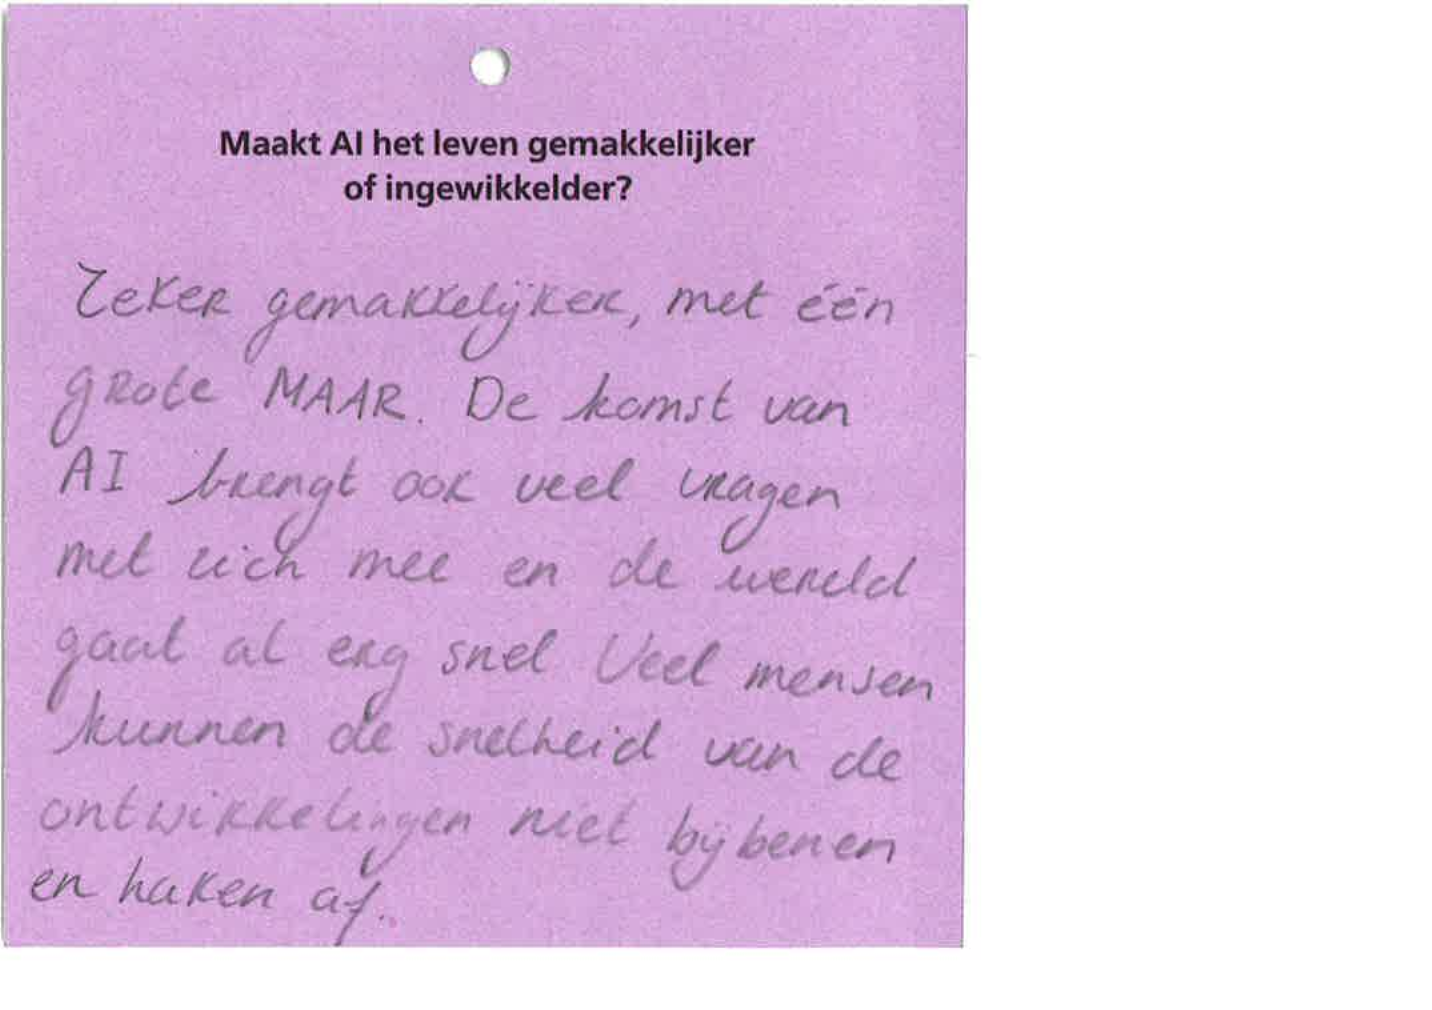 Maakt AI het leven gemakkelijker
of ingewikkelder?
Zeker gemakkelijker, met één
grote MAAR. De komst van
AI brengt ook veel vragen
met zich mee en de wereld
gaat al erg snel Veel mensen
kunnen de snelheid van de
ontwikkelingen niet bijbenen
en haken af.